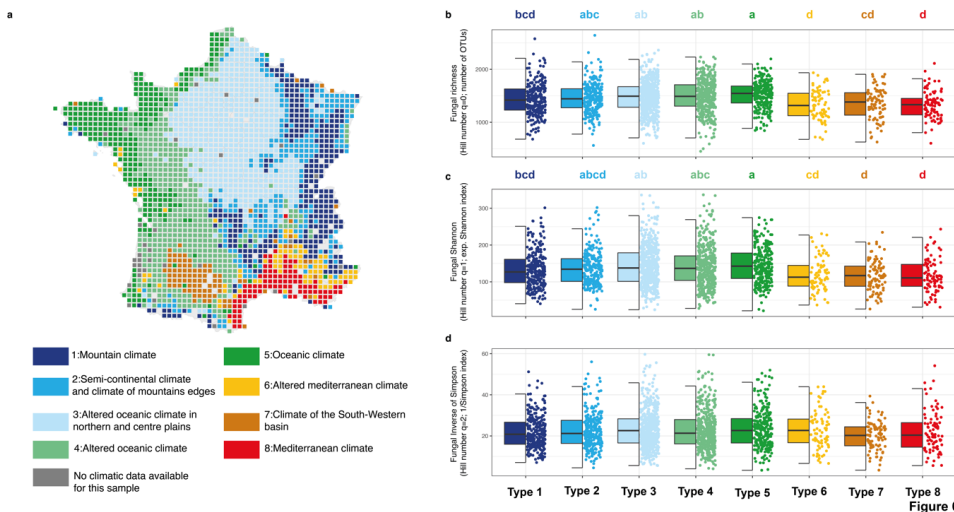 a
1:Mountain climate
2:Semi-continental climate
and climate of mountains edges
3:Altered oceanic climate in
northern and centre plains
4:Altered oceanic climate
No climatic data available
for this sample
5:Oceanic climate
6:Altered mediterranean climate
7:Climate of the South-Western
basin
8:Mediterranean climate
b
bcd abc ab ab a d cd d
Fungal richness
(Hill number q=0; number of OTUs)
2000
1000
c
bcd abcd ab abc a cd d d
Fungal Shannon
(Hill number q=1; exp. Shannon index)
300
200
100
d
Fungal Inverse of Simpson
(Hill number q=2; 1/Simpson index)
60
40
20
Type 1 Type 2 Type 3 Type 4 Type 5 Type 6 Type 7 Type 8
Figure